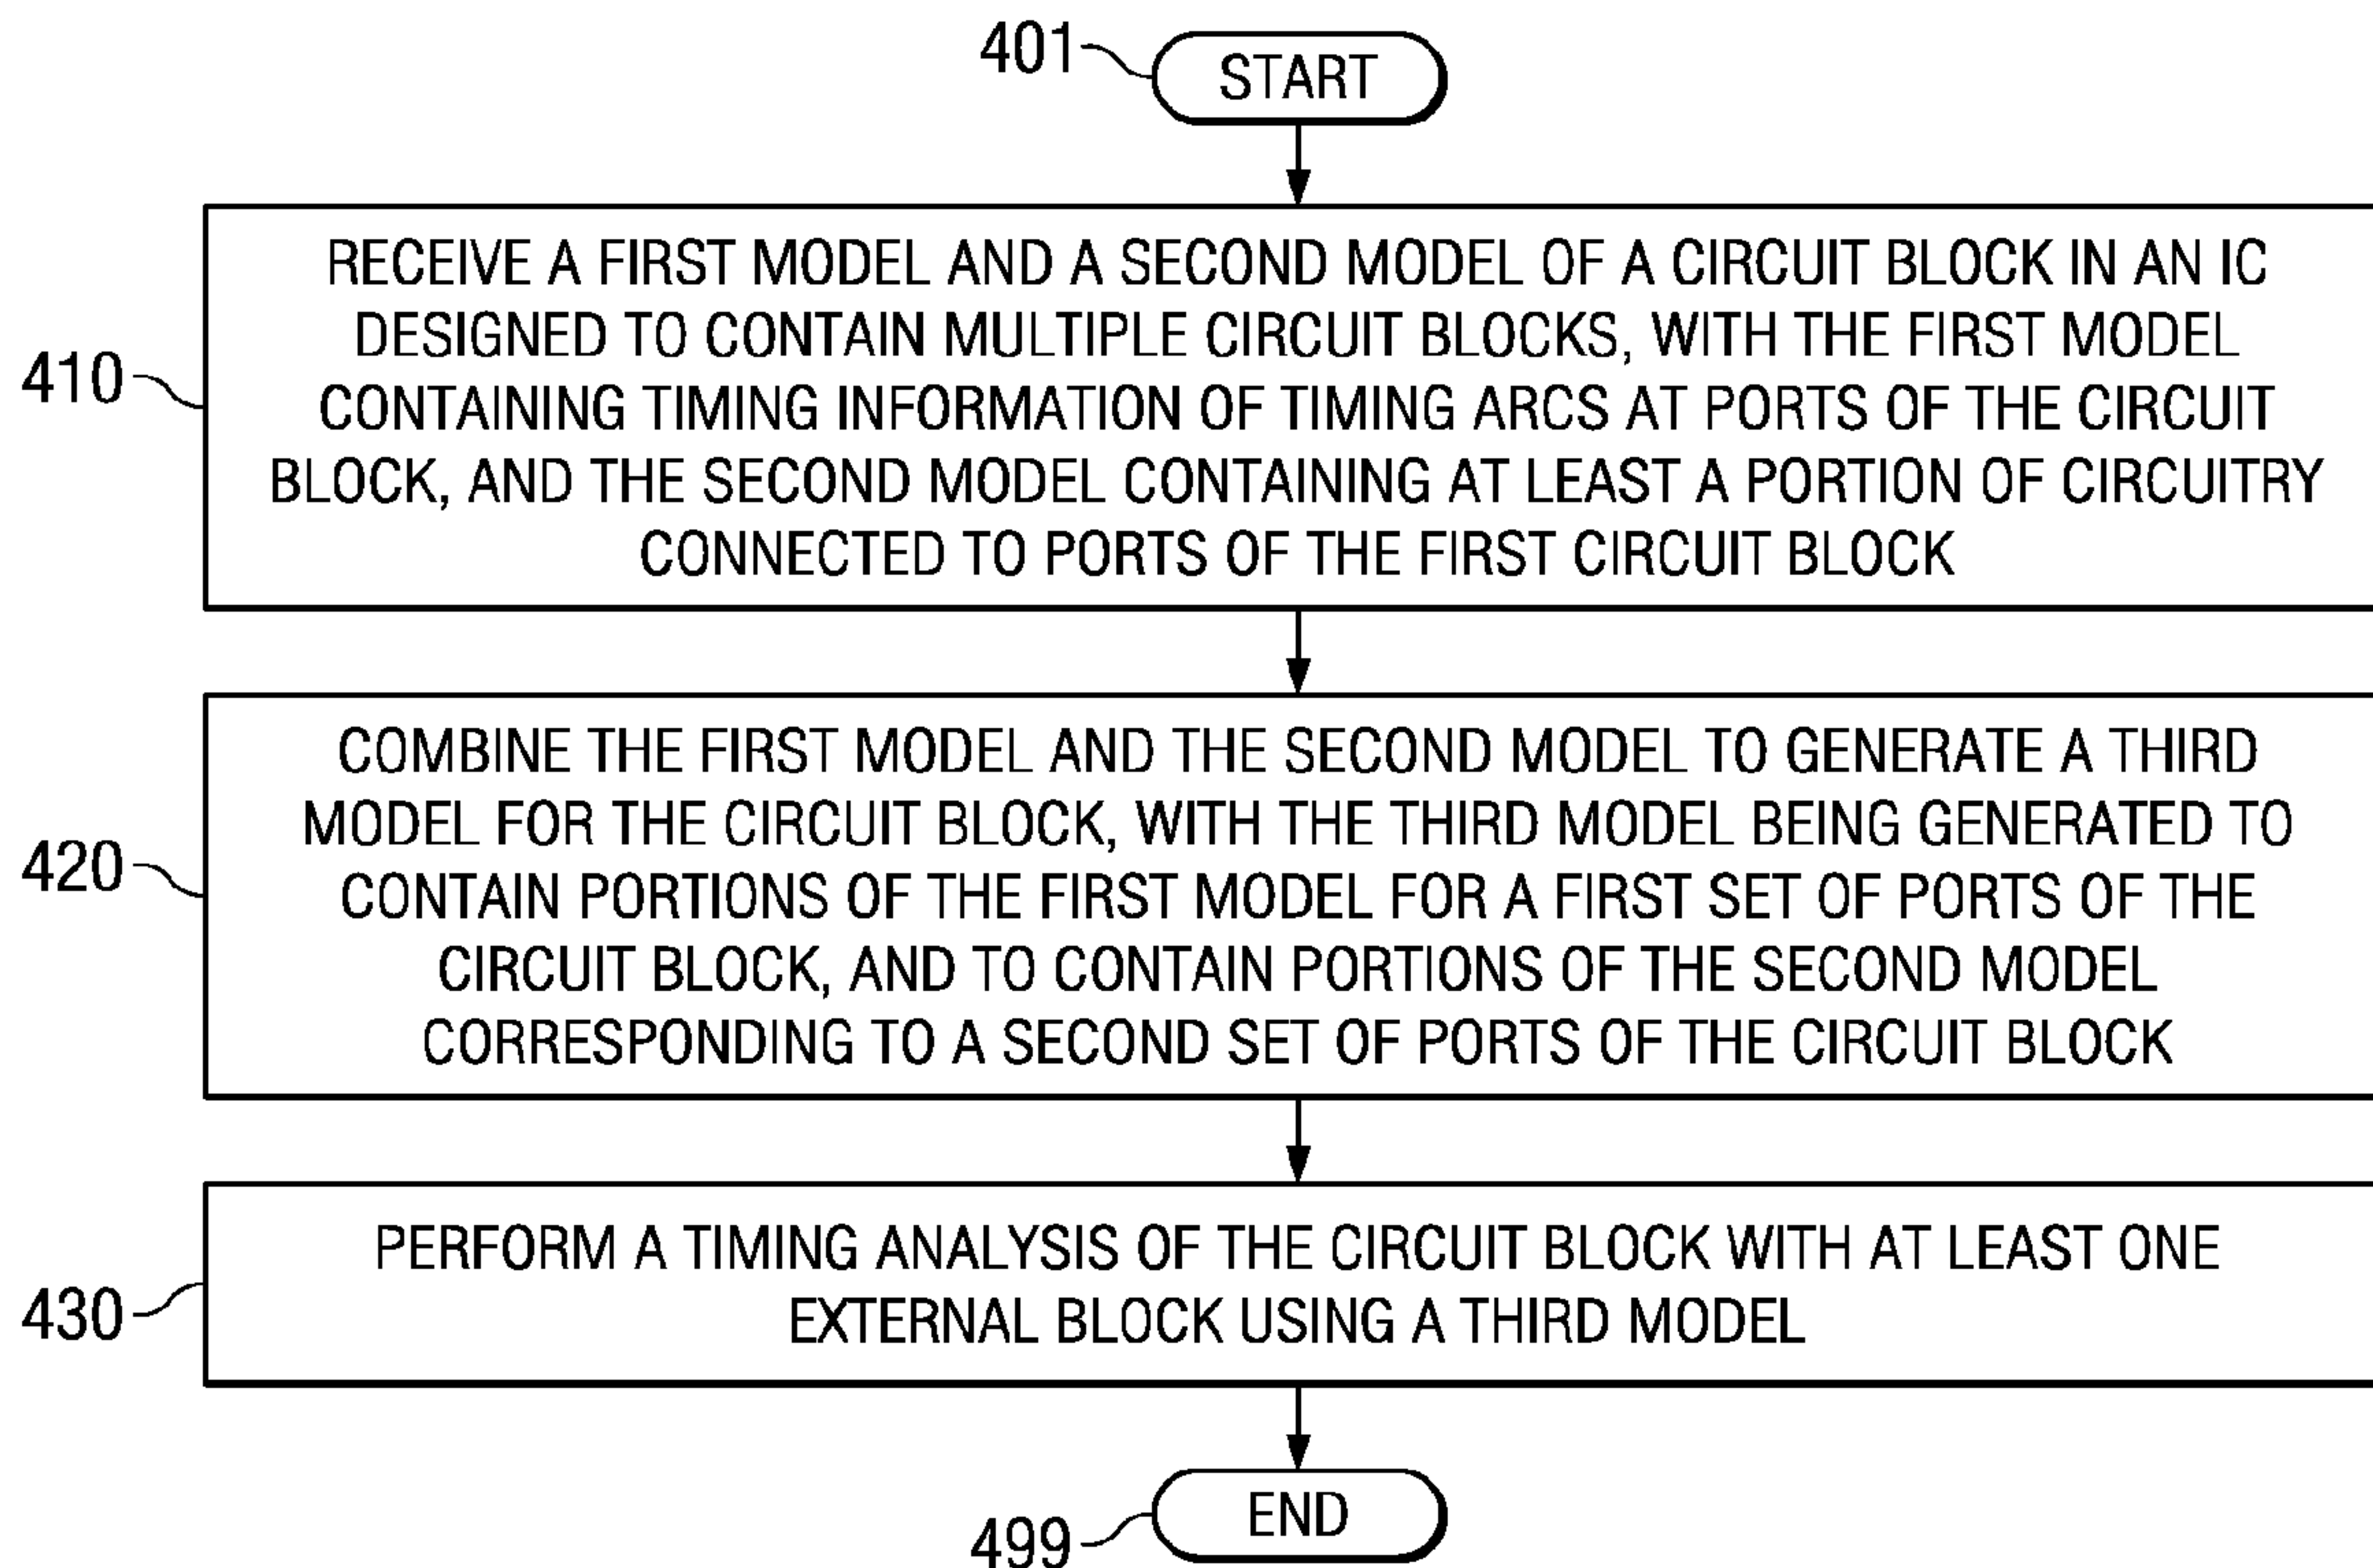 401
START
410
RECEIVE A FIRST MODEL AND A SECOND MODEL OF A CIRCUIT BLOCK IN AN IC
DESIGNED TO CONTAIN MULTIPLE CIRCUIT BLOCKS, WITH THE FIRST MODEL
CONTAINING TIMING INFORMATION OF TIMING ARCS AT PORTS OF THE CIRCUIT
BLOCK, AND THE SECOND MODEL CONTAINING AT LEAST A PORTION OF CIRCUITRY
CONNECTED TO PORTS OF THE FIRST CIRCUIT BLOCK
420
COMBINE THE FIRST MODEL AND THE SECOND MODEL TO GENERATE A THIRD
MODEL FOR THE CIRCUIT BLOCK, WITH THE THIRD MODEL BEING GENERATED TO
CONTAIN PORTIONS OF THE FIRST MODEL FOR A FIRST SET OF PORTS OF THE
CIRCUIT BLOCK, AND TO CONTAIN PORTIONS OF THE SECOND MODEL
CORRESPONDING TO A SECOND SET OF PORTS OF THE CIRCUIT BLOCK
430
PERFORM A TIMING ANALYSIS OF THE CIRCUIT BLOCK WITH AT LEAST ONE
EXTERNAL BLOCK USING A THIRD MODEL
499
END